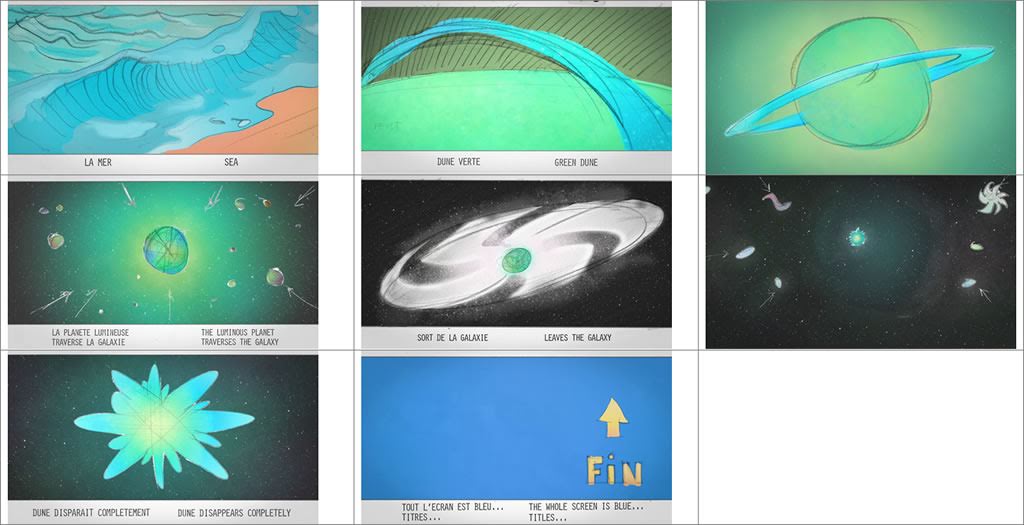 LA MER
SEA
DUNE VERTE
GREEN DUNE
LA PLANETE LUMINEUSE
TRAVERSE LA GALAXIE
THE LUMINOUS PLANET
TRAVERSES THE GALAXY
SORT DE LA GALAXIE
LEAVES THE GALAXY
DUNE DISPARAIT COMPLETEMENT
DUNE DISAPPEARS COMPLETELY
FiN
TOUT L'ECRAN EST BLEU...
TITRES...
THE WHOLE SCREEN IS BLUE...
TITLES...